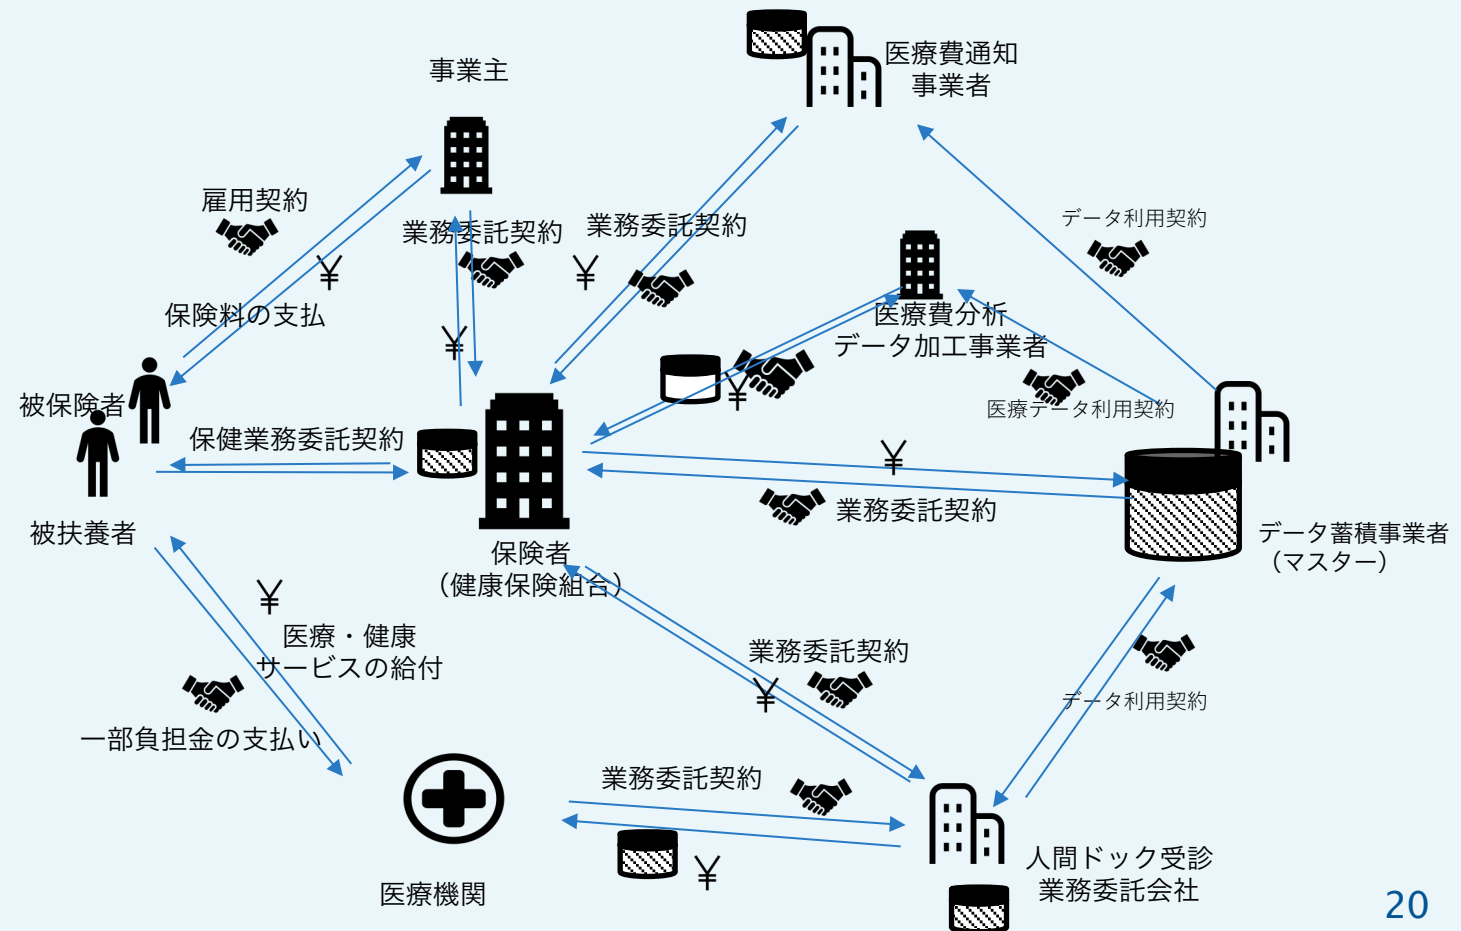 事業主
医療費通知
事業者
雇用契約
業務委託契約
業務委託契約
データ利用契約
¥
¥
保険料の支払
¥
医療費分析
データ加工事業者
¥
医療データ利用契約
被保険者
保健業務委託契約
¥
業務委託契約
被扶養者
保険者
（健康保険組合）
データ蓄積事業者
（マスター）
¥
医療・健康
サービスの給付
業務委託契約
¥
データ利用契約
一部負担金の支払い
業務委託契約
¥
医療機関
人間ドック受診
業務委託会社
20